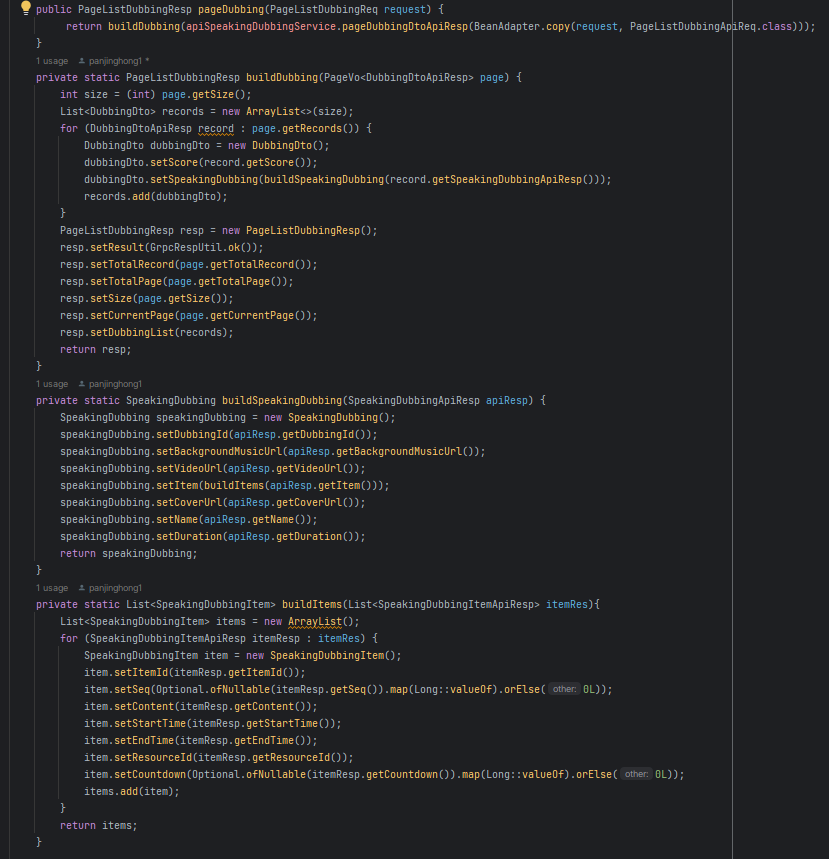 public PageListDubbingResp pageDubbing(PageListDubbingReq request) {
return buildDubbing(apiSpeakingDubbingService.pageDubbingDtoApiResp(BeanAdapter.copy(request, PageListDubbingApiReq.class)));
}
1 usage panjinghong1 *
private static PageListDubbingResp buildDubbing(PageVo<DubbingDtoApiResp> page) {
int size = (int) page.getSize();
List<DubbingDto> records = new ArrayList<>(size);
for (DubbingDtoApiResp record : page.getRecords()) {
DubbingDto dubbingDto = new DubbingDto();
dubbingDto.setScore(record.getScore());
dubbingDto.setSpeakingDubbing(buildSpeakingDubbing(record.getSpeakingDubbingApiResp()));
records.add(dubbingDto);
}
PageListDubbingResp resp = new PageListDubbingResp();
resp.setResult(GrpcRespUtil.ok());
resp.setTotalRecord(page.getTotalRecord());
resp.setTotalPage(page.getTotalPage());
resp.setSize(page.getSize());
resp.setCurrentPage(page.getCurrentPage());
resp.setDubbingList(records);
return resp;
}
1 usage panjinghong1
private static SpeakingDubbing buildSpeakingDubbing(SpeakingDubbingApiResp apiResp) {
SpeakingDubbing speakingDubbing = new SpeakingDubbing();
speakingDubbing.setDubbingId(apiResp.getDubbingId());
speakingDubbing.setBackgroundMusicUrl(apiResp.getBackgroundMusicUrl());
speakingDubbing.setVideoUrl(apiResp.getVideoUrl());
speakingDubbing.setItem(buildItems(apiResp.getItem()));
speakingDubbing.setCoverUrl(apiResp.getCoverUrl());
speakingDubbing.setName(apiResp.getName());
speakingDubbing.setDuration(apiResp.getDuration());
return speakingDubbing;
}
1 usage panjinghong1
private static List<SpeakingDubbingItem> buildItems(List<SpeakingDubbingItemApiResp> itemRes){
List<SpeakingDubbingItem> items = new ArrayList();
for (SpeakingDubbingItemApiResp itemResp : itemRes) {
SpeakingDubbingItem item = new SpeakingDubbingItem();
item.setItemId(itemResp.getItemId());
item.setSeq(Optional.ofNullable(itemResp.getSeq()).map(Long::valueOf).orElse( other: 0L));
item.setContent(itemResp.getContent());
item.setStartTime(itemResp.getStartTime());
item.setEndTime(itemResp.getEndTime());
item.setResourceId(itemResp.getResourceId());
item.setCountdown(Optional.ofNullable(itemResp.getCountdown()).map(Long::valueOf).orElse( other: 0L));
items.add(item);
}
return items;
}